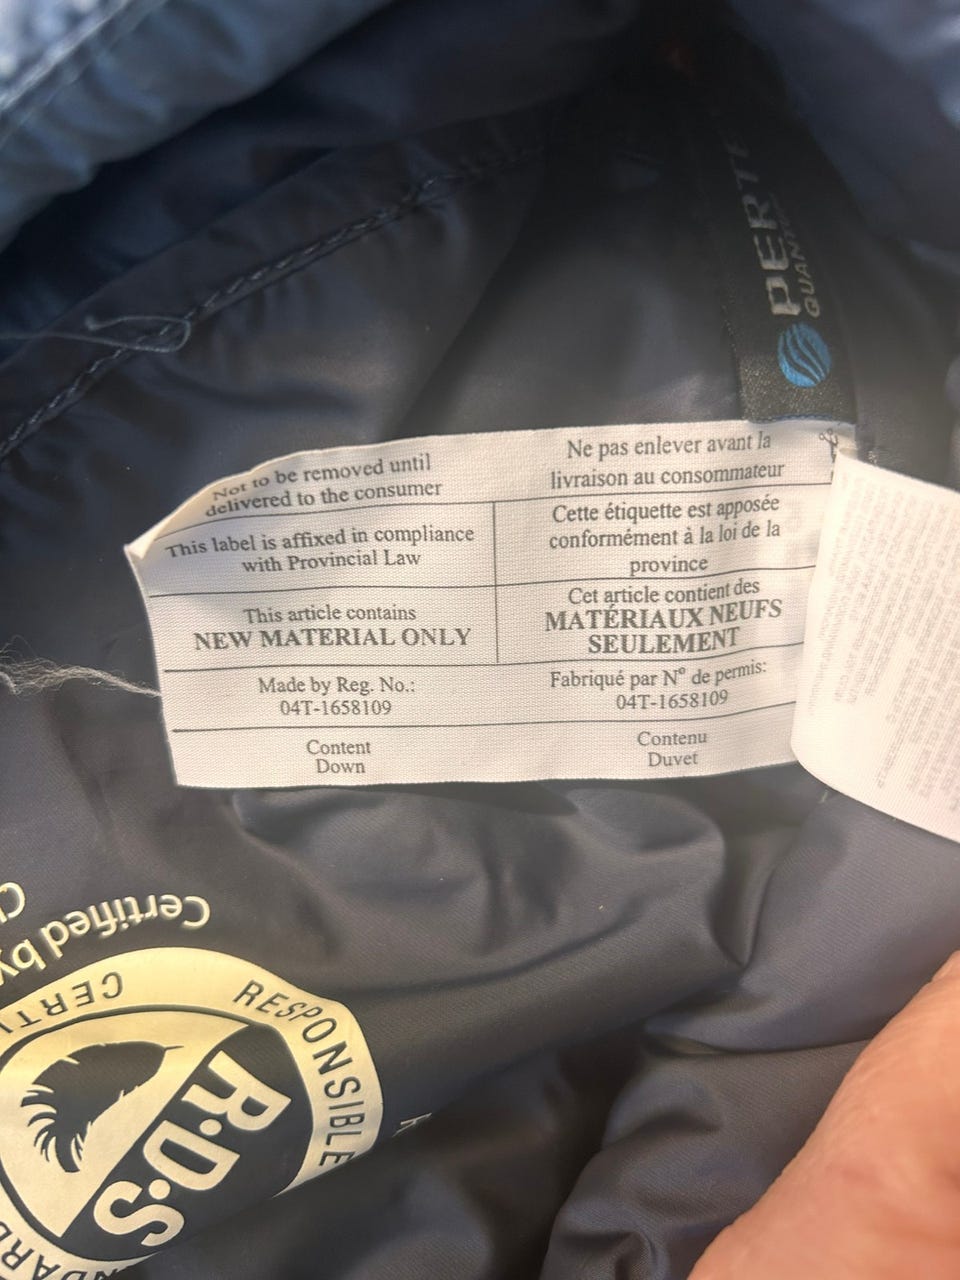 PERTE
QUAN
Not to be removed until
delivered to the consumer
Ne pas enlever avant la
livraison au consommateur
This label is affixed in compliance
with Provincial Law
Cette étiquette est apposée
conformément à la loi de la
province
This article contains
NEW MATERIAL ONLY
Cet article contient des
MATÉRIAUX NEUFS
SEULEMENT
Made by Reg. No.:
04T-1658109
Fabriqué par Nº de permis:
04T-1658109
Content
Down
Contenu
Duvet
Certified by
RESPONSIBLE
R·D·S
CERTI